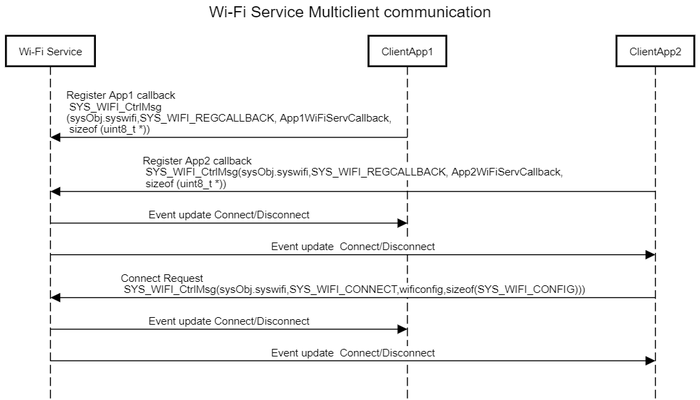 Wi-Fi Service Multiclient communication
Wi-Fi Service
ClientApp1
ClientApp2
Register App1 callback
SYS_WIFI_CtrlMsg
(sysObj.syswifi,SYS_WIFI_REGCALLBACK, App1WiFiServCallback,
sizeof (uint8_t *))
Register App2 callback
SYS_WIFI_CtrlMsg(sysObj.syswifi,SYS_WIFI_REGCALLBACK, App2WiFiServCallback,
sizeof (uint8_t *))
Event update Connect/Disconnect
Event update  Connect/Disconnect
Connect Request
SYS_WIFI_CtrlMsg(sysObj.syswifi,SYS_WIFI_CONNECT,wificonfig,sizeof(SYS_WIFI_CONFIG)))
Event update Connect/Disconnect
Event update  Connect/Disconnect